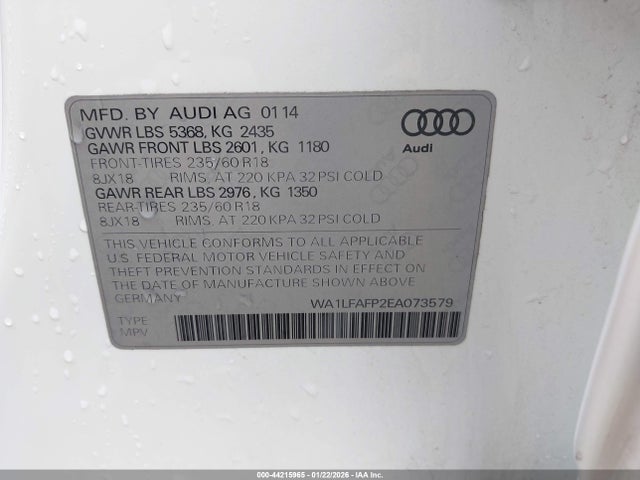 MFD. BY AUDI AG 01 14
GVWR LBS 5368, KG 2435
GAWR FRONT LBS 2601, KG 1180
FRONT-TIRES 235/60 R18
8JX18 RIMS, AT 220 KPA 32 PSI COLD
GAWR REAR LBS 2976, KG 1350
REAR-TIRES 235/60 R18
8JX18 RIMS, AT 220 KPA 32 PSI COLD
Audi
THIS VEHICLE CONFORMS TO ALL APPLICABLE
U.S. FEDERAL MOTOR VEHICLE SAFETY AND
THEFT PREVENTION STANDARDS IN EFFECT ON
THE DATE OF MANUFACTURE SHOWN ABOVE
GERMANY WA1LFAFP2EA073579
TYPE
MPV
000-44215965 - 01/22/2026 - IAAI.COM